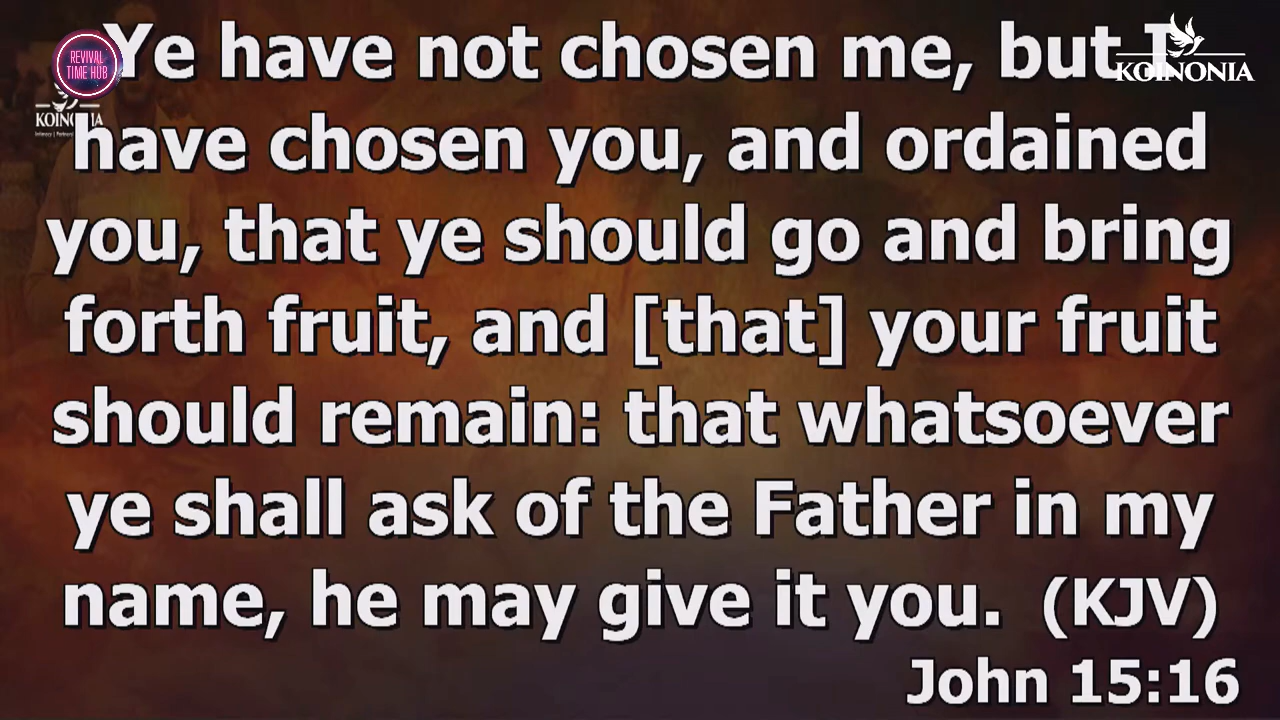 Ye have not chosen me, but I
have chosen you, and ordained
you, that ye should go and bring
forth fruit, and [that] your fruit
should remain: that whatsoever
ye shall ask of the Father in my
name, he may give it you. (KJV)
John 15:16
REVIVAL
TIME HUB
KOINONIA
KOINONIA